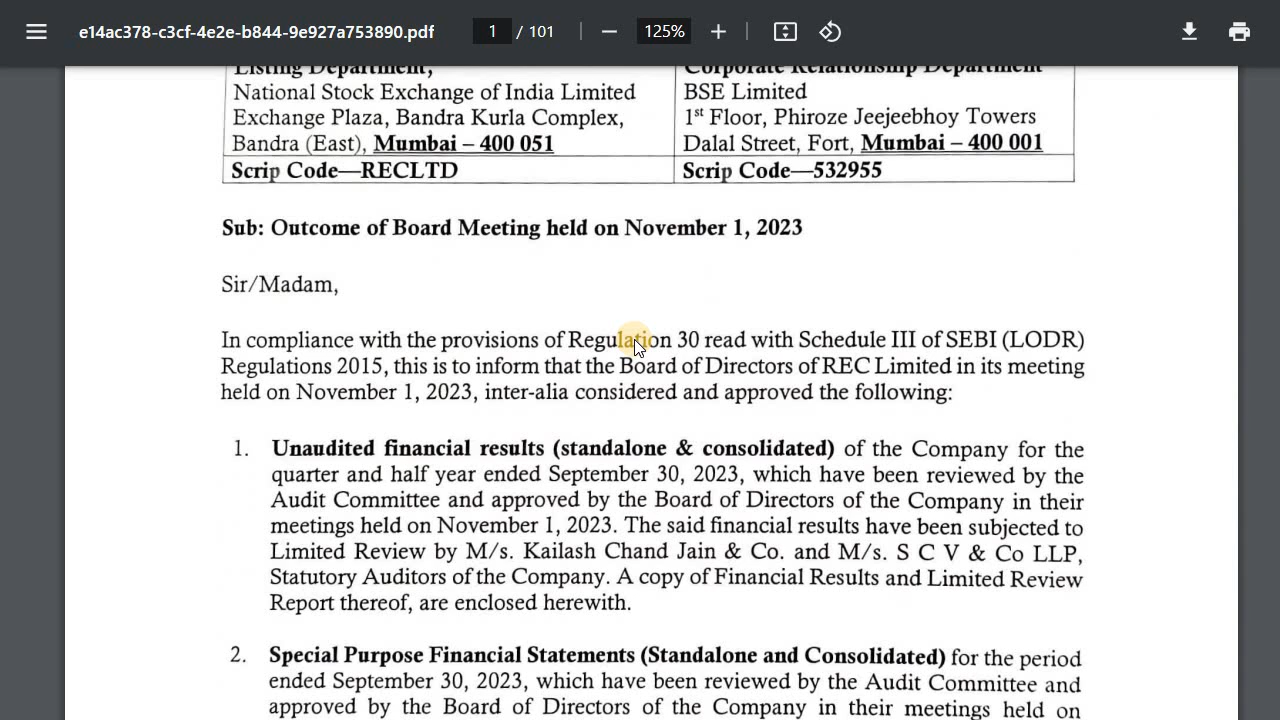 e14ac378-c3cf-4e2e-b844-9e927a753890.pdf
1 / 101
125%
Listing Department,
National Stock Exchange of India Limited
Exchange Plaza, Bandra Kurla Complex,
Bandra (East), Mumbai – 400 051
Scrip Code—RECLTD
Corporate Relationship Department
BSE Limited
1st Floor, Phiroze Jeejeebhoy Towers
Dalal Street, Fort, Mumbai – 400 001
Scrip Code—532955
Sub: Outcome of Board Meeting held on November 1, 2023
Sir/Madam,
In compliance with the provisions of Regulation 30 read with Schedule III of SEBI (LODR)
Regulations 2015, this is to inform that the Board of Directors of REC Limited in its meeting
held on November 1, 2023, inter-alia considered and approved the following:
1. Unaudited financial results (standalone & consolidated) of the Company for the
quarter and half year ended September 30, 2023, which have been reviewed by the
Audit Committee and approved by the Board of Directors of the Company in their
meetings held on November 1, 2023. The said financial results have been subjected to
Limited Review by M/s. Kailash Chand Jain & Co. and M/s. S C V & Co LLP,
Statutory Auditors of the Company. A copy of Financial Results and Limited Review
Report thereof, are enclosed herewith.
2. Special Purpose Financial Statements (Standalone and Consolidated) for the period
ended September 30, 2023, which have been reviewed by the Audit Committee and
approved by the Board of Directors of the Company in their meetings held on